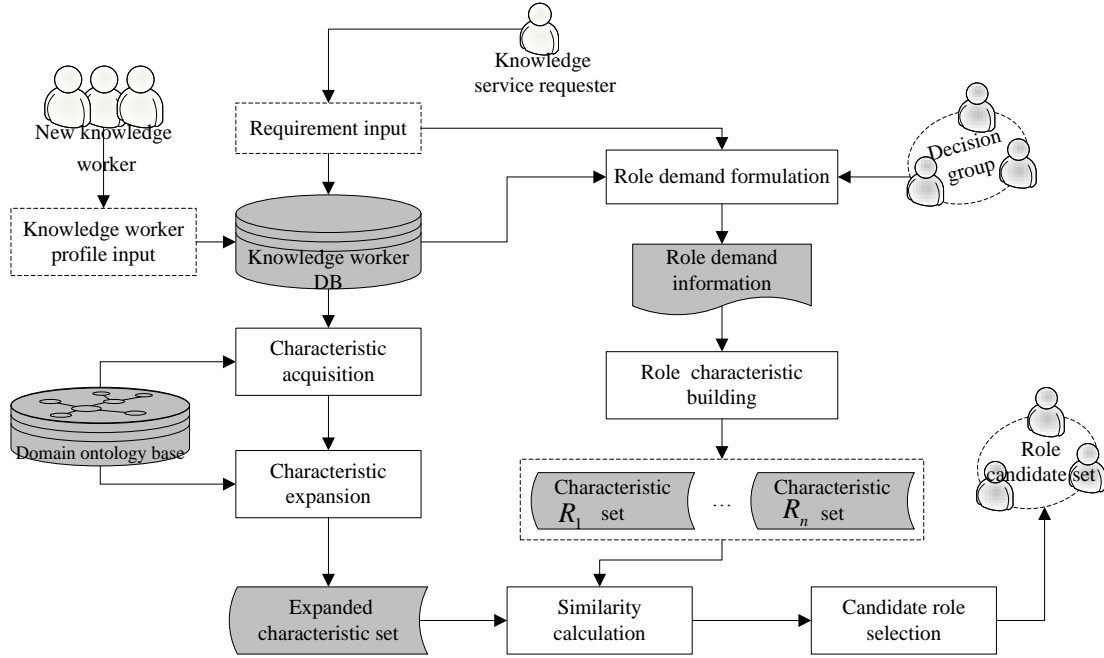 Knowledge
service requester
New knowledge
worker
Requirement input
Decision
group
Role demand formulation
Knowledge worker
profile input
Knowledge worker
DB
Role demand
information
Characteristic
acquisition
Role characteristic
building
Domain ontology base
Role
candidate set
Characteristic
expansion
Characteristic
R1 set
...
Characteristic
Rn set
Expanded
characteristic set
Similarity
calculation
Candidate role
selection